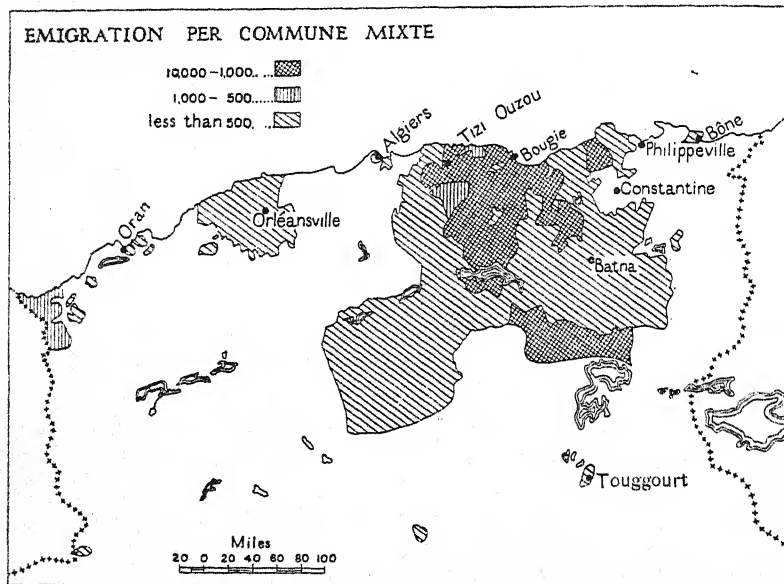 EMIGRATION PER COMMUNE MIXTE
10,000-1,000
1,000-500
less than 500
Algiers
Tizi Ouzou
Bougie
Philippeville
Bône
Constantine
Oran
Orléansville
Batna
Touggourt
Miles
20 0 20 40 60 80 100